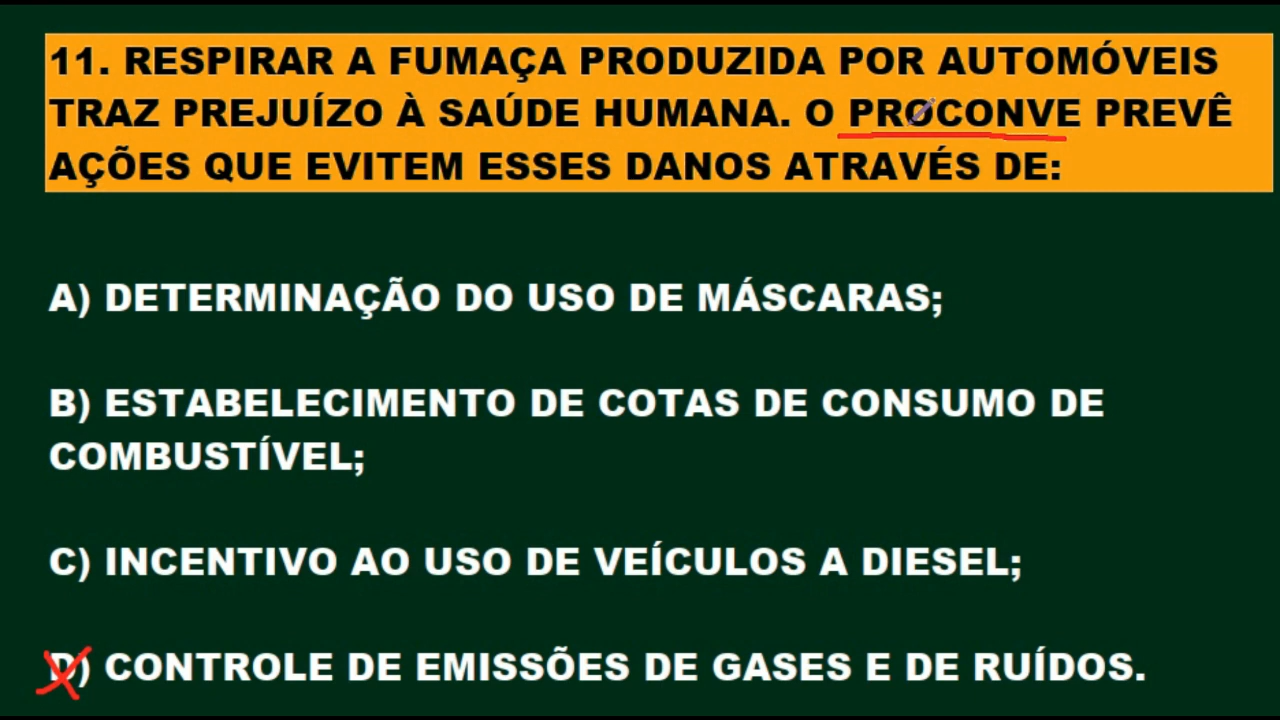 11. RESPIRAR A FUMAÇA PRODUZIDA POR AUTOMÓVEIS
TRAZ PREJUÍZO À SAÚDE HUMANA. O PROCONVE PREVÊ
AÇÕES QUE EVITEM ESSES DANOS ATRAVÉS DE:
A) DETERMINAÇÃO DO USO DE MÁSCARAS;
B) ESTABELECIMENTO DE COTAS DE CONSUMO DE
COMBUSTÍVEL;
C) INCENTIVO AO USO DE VEÍCULOS A DIESEL;
D) CONTROLE DE EMISSÕES DE GASES E DE RUÍDOS.